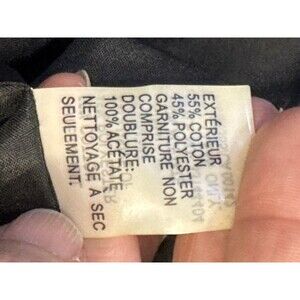 EXTÉRIEUR
55% COTON
45% POLYESTER
GARNITURE NON
COMPRISE
DOUBLURE:
100% ACÉTATE
NETTOYAGE À SEC
SEULEMENT.